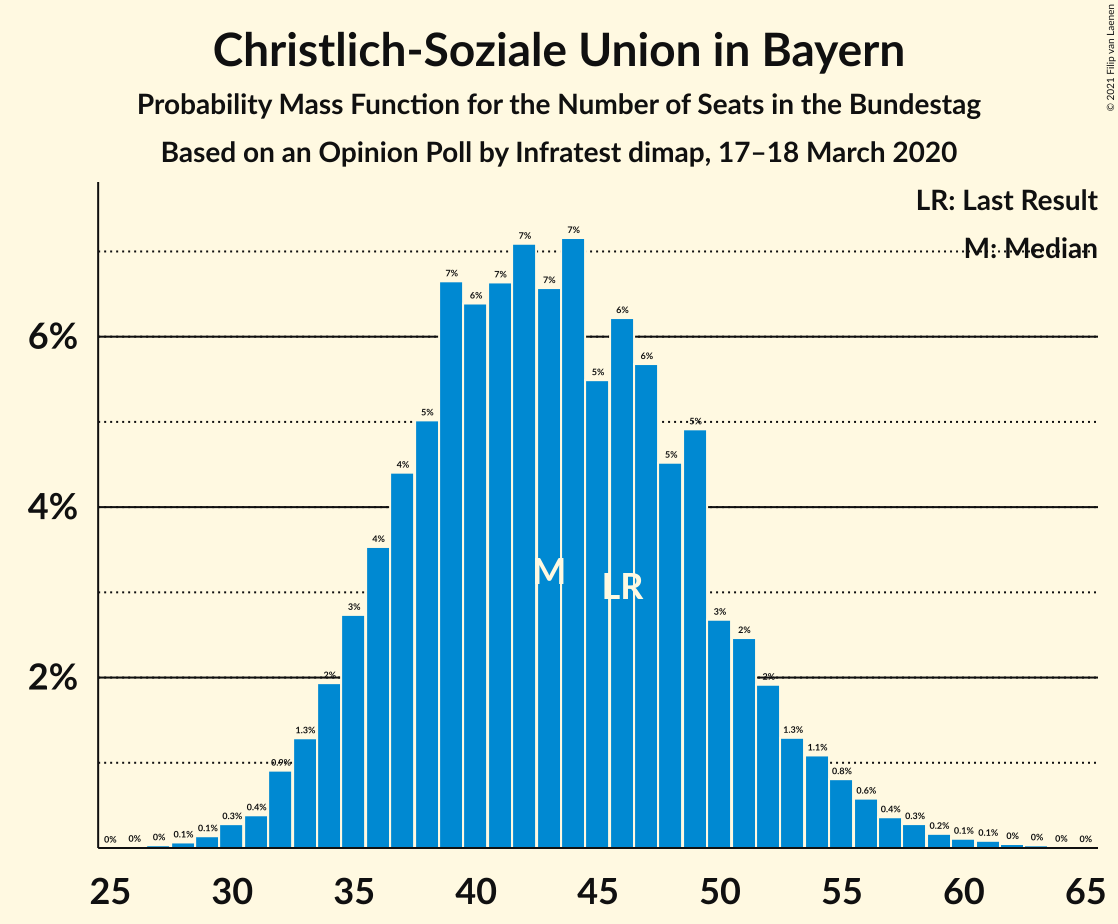 Christlich-Soziale Union in Bayern
Probability Mass Function for the Number of Seats in the Bundestag
Based on an Opinion Poll by Infratest dimap, 17–18 March 2020
© 2021 Filip van Laenen
LR: Last Result
M: Median
6%
4%
2%
0% 0% 0% 0.1% 0.1% 0.3% 0.4% 0.9% 1.3% 2% 3% 4% 4% 5% 7% 6% 7% 7% 7% 7% 5% 6% 6% 5% 5% 3% 2% 2% 1.3% 1.1% 0.8% 0.6% 0.4% 0.3% 0.2% 0.1% 0.1% 0% 0% 0% 0%
M
LR
25 30 35 40 45 50 55 60 65